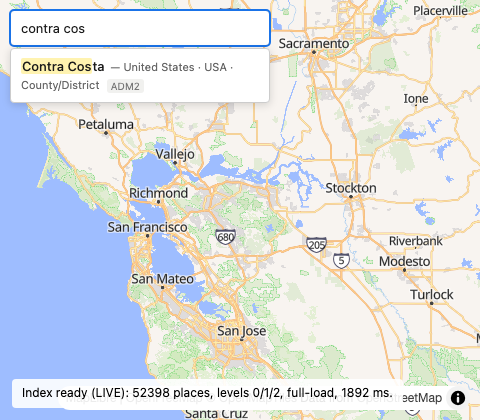 contra cos
Placerville
Sacramento
Contra Costa — United States · USA ·
County/District ADM2
Ione
Petaluma
Vallejo
Richmond
Stockton
San Francisco
680
205
Riverbank
5
Modesto
San Mateo
Turlock
San Jose
Index ready (LIVE): 52398 places, levels 0/1/2, full-load, 1892 ms.
eetMap
Santa Cruz